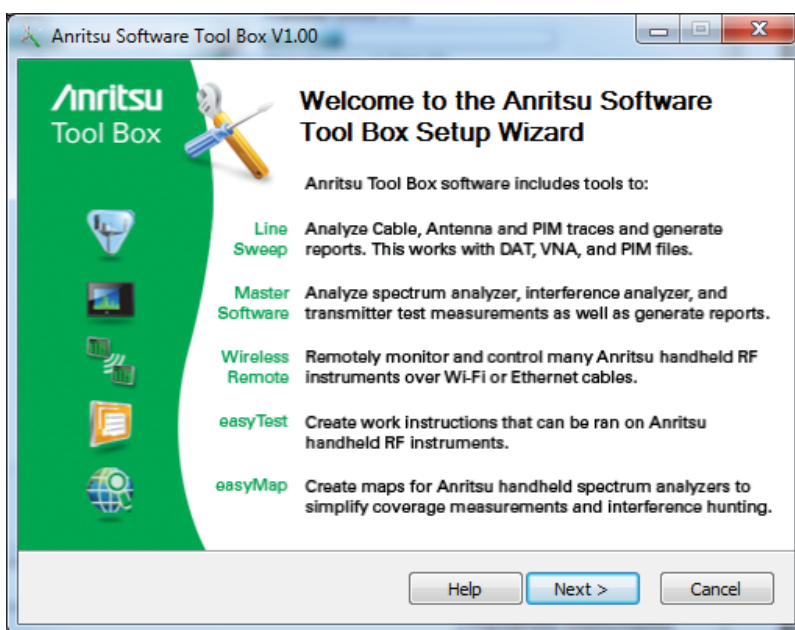 Anritsu Software Tool Box V1.00
Anritsu
Tool Box
Welcome to the Anritsu Software
Tool Box Setup Wizard
Anritsu Tool Box software includes tools to:
Line
Sweep
Analyze Cable, Antenna and PIM traces and generate
reports. This works with DAT, VNA, and PIM files.
Master
Software
Analyze spectrum analyzer, interference analyzer, and
transmitter test measurements as well as generate reports.
Wireless
Remote
Remotely monitor and control many Anritsu handheld RF
instruments over Wi-Fi or Ethernet cables.
easyTest
Create work instructions that can be ran on Anritsu
handheld RF instruments.
easyMap
Create maps for Anritsu handheld spectrum analyzers to
simplify coverage measurements and interference hunting.
Help
Next >
Cancel